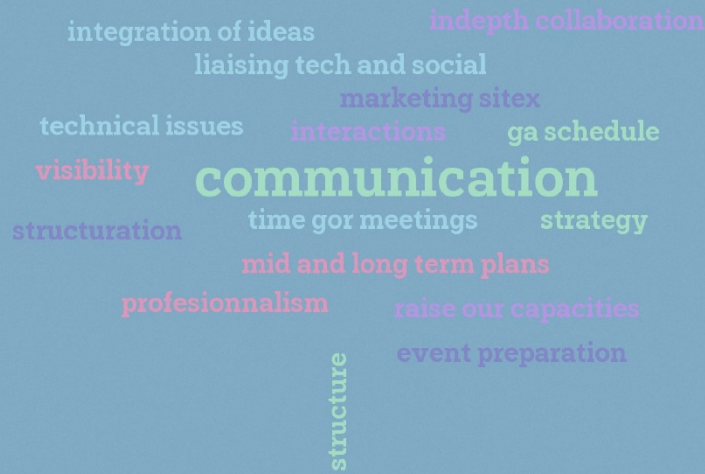 indepth collaboration
integration of ideas
liaising tech and social
marketing sitex
technical issues
interactions
ga schedule
visibility
communication
time gor meetings
strategy
structuration
mid and long term plans
profesionnalism
raise our capacities
event preparation
structure